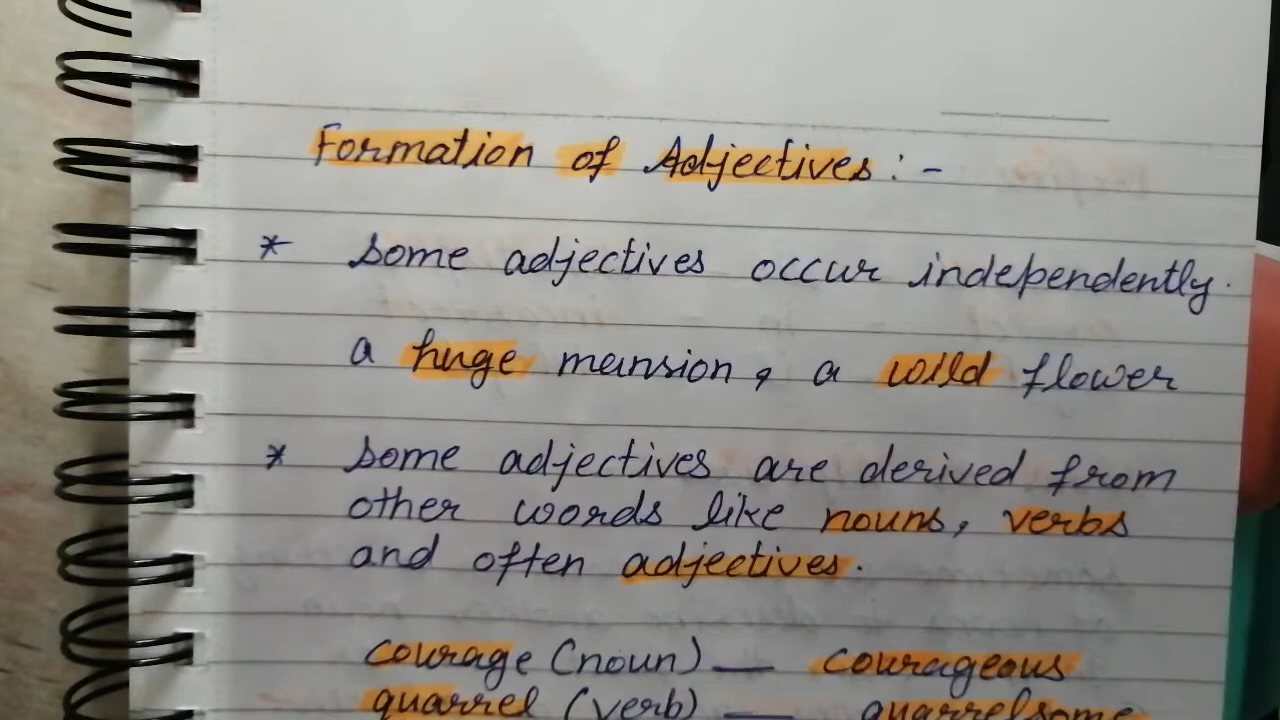 Formation of Adjectives :-
* some adjectives occur independently.
a huge mansion, a wild flower
* some adjectives are derived from
other words like nouns, verbs
and often adjectives.
courage (noun) — courageous
quarrel (verb) — quarrelsome